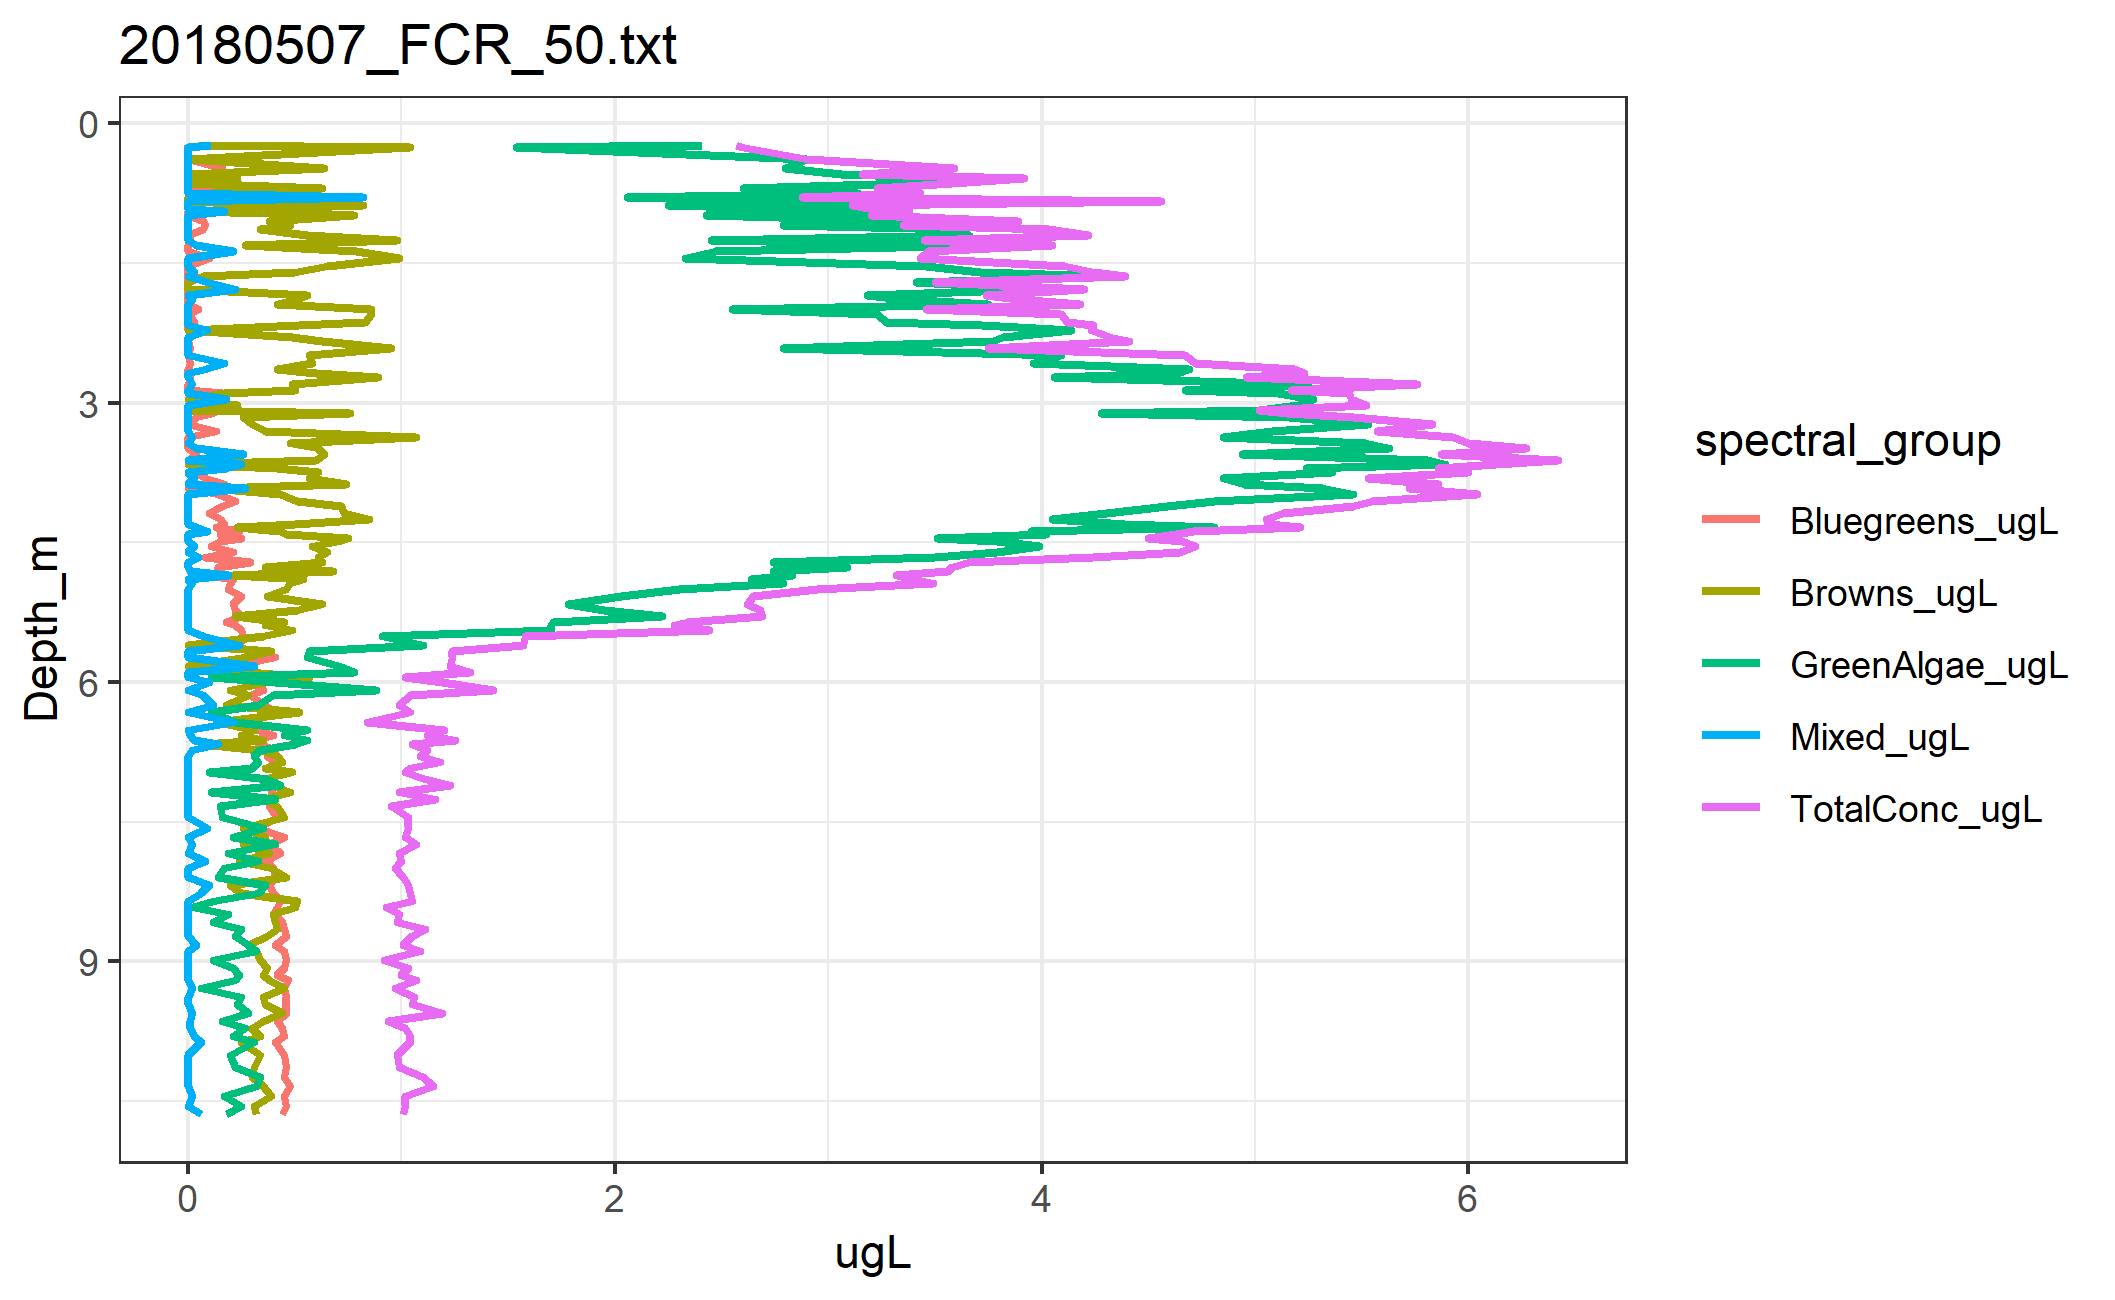 20180507_FCR_50.txt
0
3
6
9
Depth_m
0 2 4 6
ugL
spectral_group
Bluegreens_ugL
Browns_ugL
GreenAlgae_ugL
Mixed_ugL
TotalConc_ugL